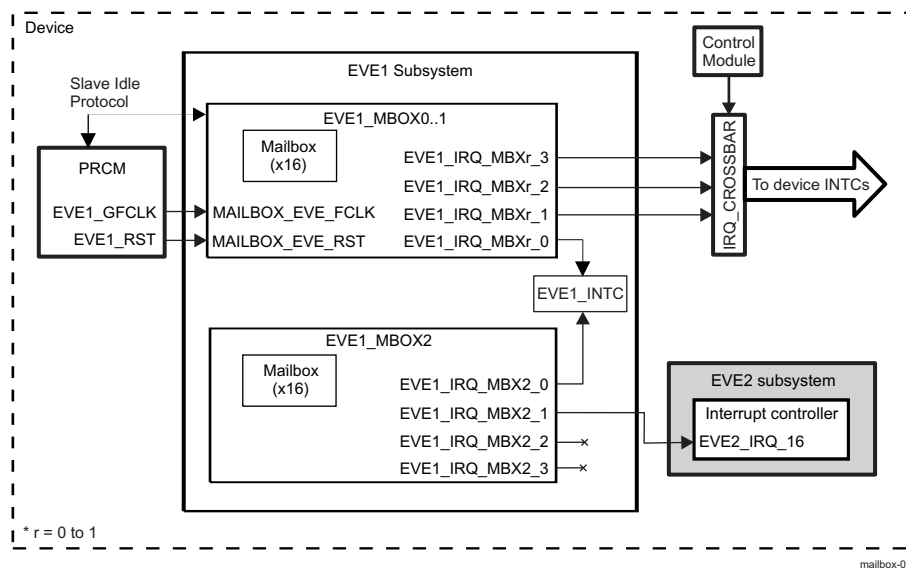 Device
Control
Module
EVE1 Subsystem
Slave Idle
Protocol
EVE1_MBOX0..1
Mailbox
(x16)
PRCM
EVE1_IRQ_MBXr_3
EVE1_IRQ_MBXr_2
EVE1_GFCLK
MAILBOX_EVE_FCLK
EVE1_IRQ_MBXr_1
EVE1_RST
MAILBOX_EVE_RST
EVE1_IRQ_MBXr_0
IRQ_CROSSBAR
To device INTCs
EVE1_INTC
EVE1_MBOX2
Mailbox
(x16)
EVE1_IRQ_MBX2_0
EVE1_IRQ_MBX2_1
EVE1_IRQ_MBX2_2
EVE1_IRQ_MBX2_3
EVE2 subsystem
Interrupt controller
EVE2_IRQ_16
* r = 0 to 1
mailbox-0